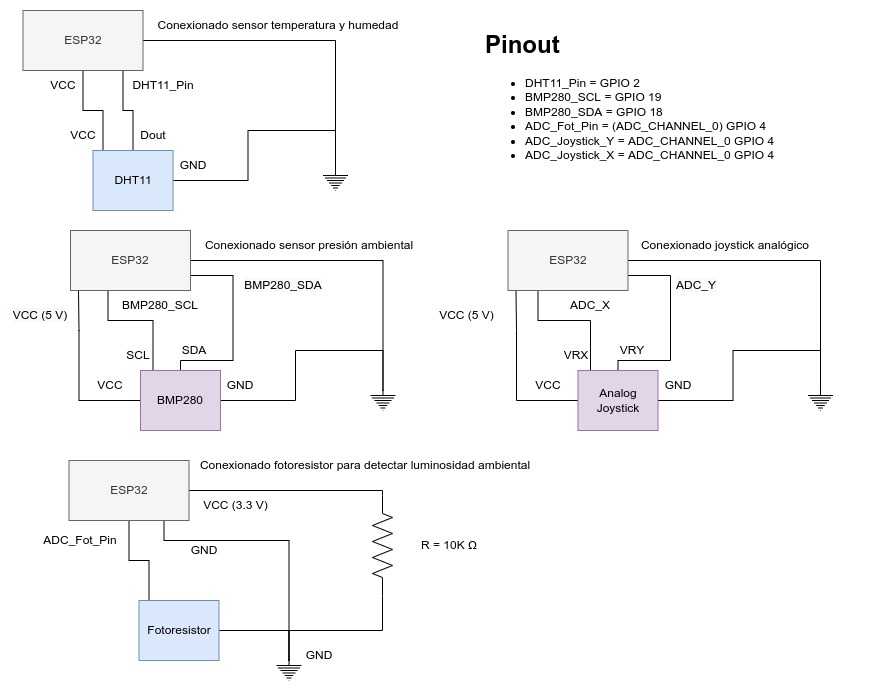 Conexionado sensor temperatura y humedad
ESP32
VCC
DHT11_Pin
VCC
Dout
DHT11
GND
Pinout
DHT11_Pin = GPIO 2
BMP280_SCL = GPIO 19
BMP280_SDA = GPIO 18
ADC_Fot_Pin = (ADC_CHANNEL_0) GPIO 4
ADC_Joystick_Y = ADC_CHANNEL_0 GPIO 4
ADC_Joystick_X = ADC_CHANNEL_0 GPIO 4
Conexionado sensor presión ambiental
ESP32
BMP280_SDA
BMP280_SCL
VCC (5 V)
SCL
SDA
VCC
GND
BMP280
Conexionado joystick analógico
ESP32
ADC_Y
ADC_X
VCC (5 V)
VRX
VRY
VCC
GND
Analog
Joystick
Conexionado fotoresistor para detectar luminosidad ambiental
ESP32
VCC (3.3 V)
ADC_Fot_Pin
GND
R = 10K Ω
Fotoresistor
GND